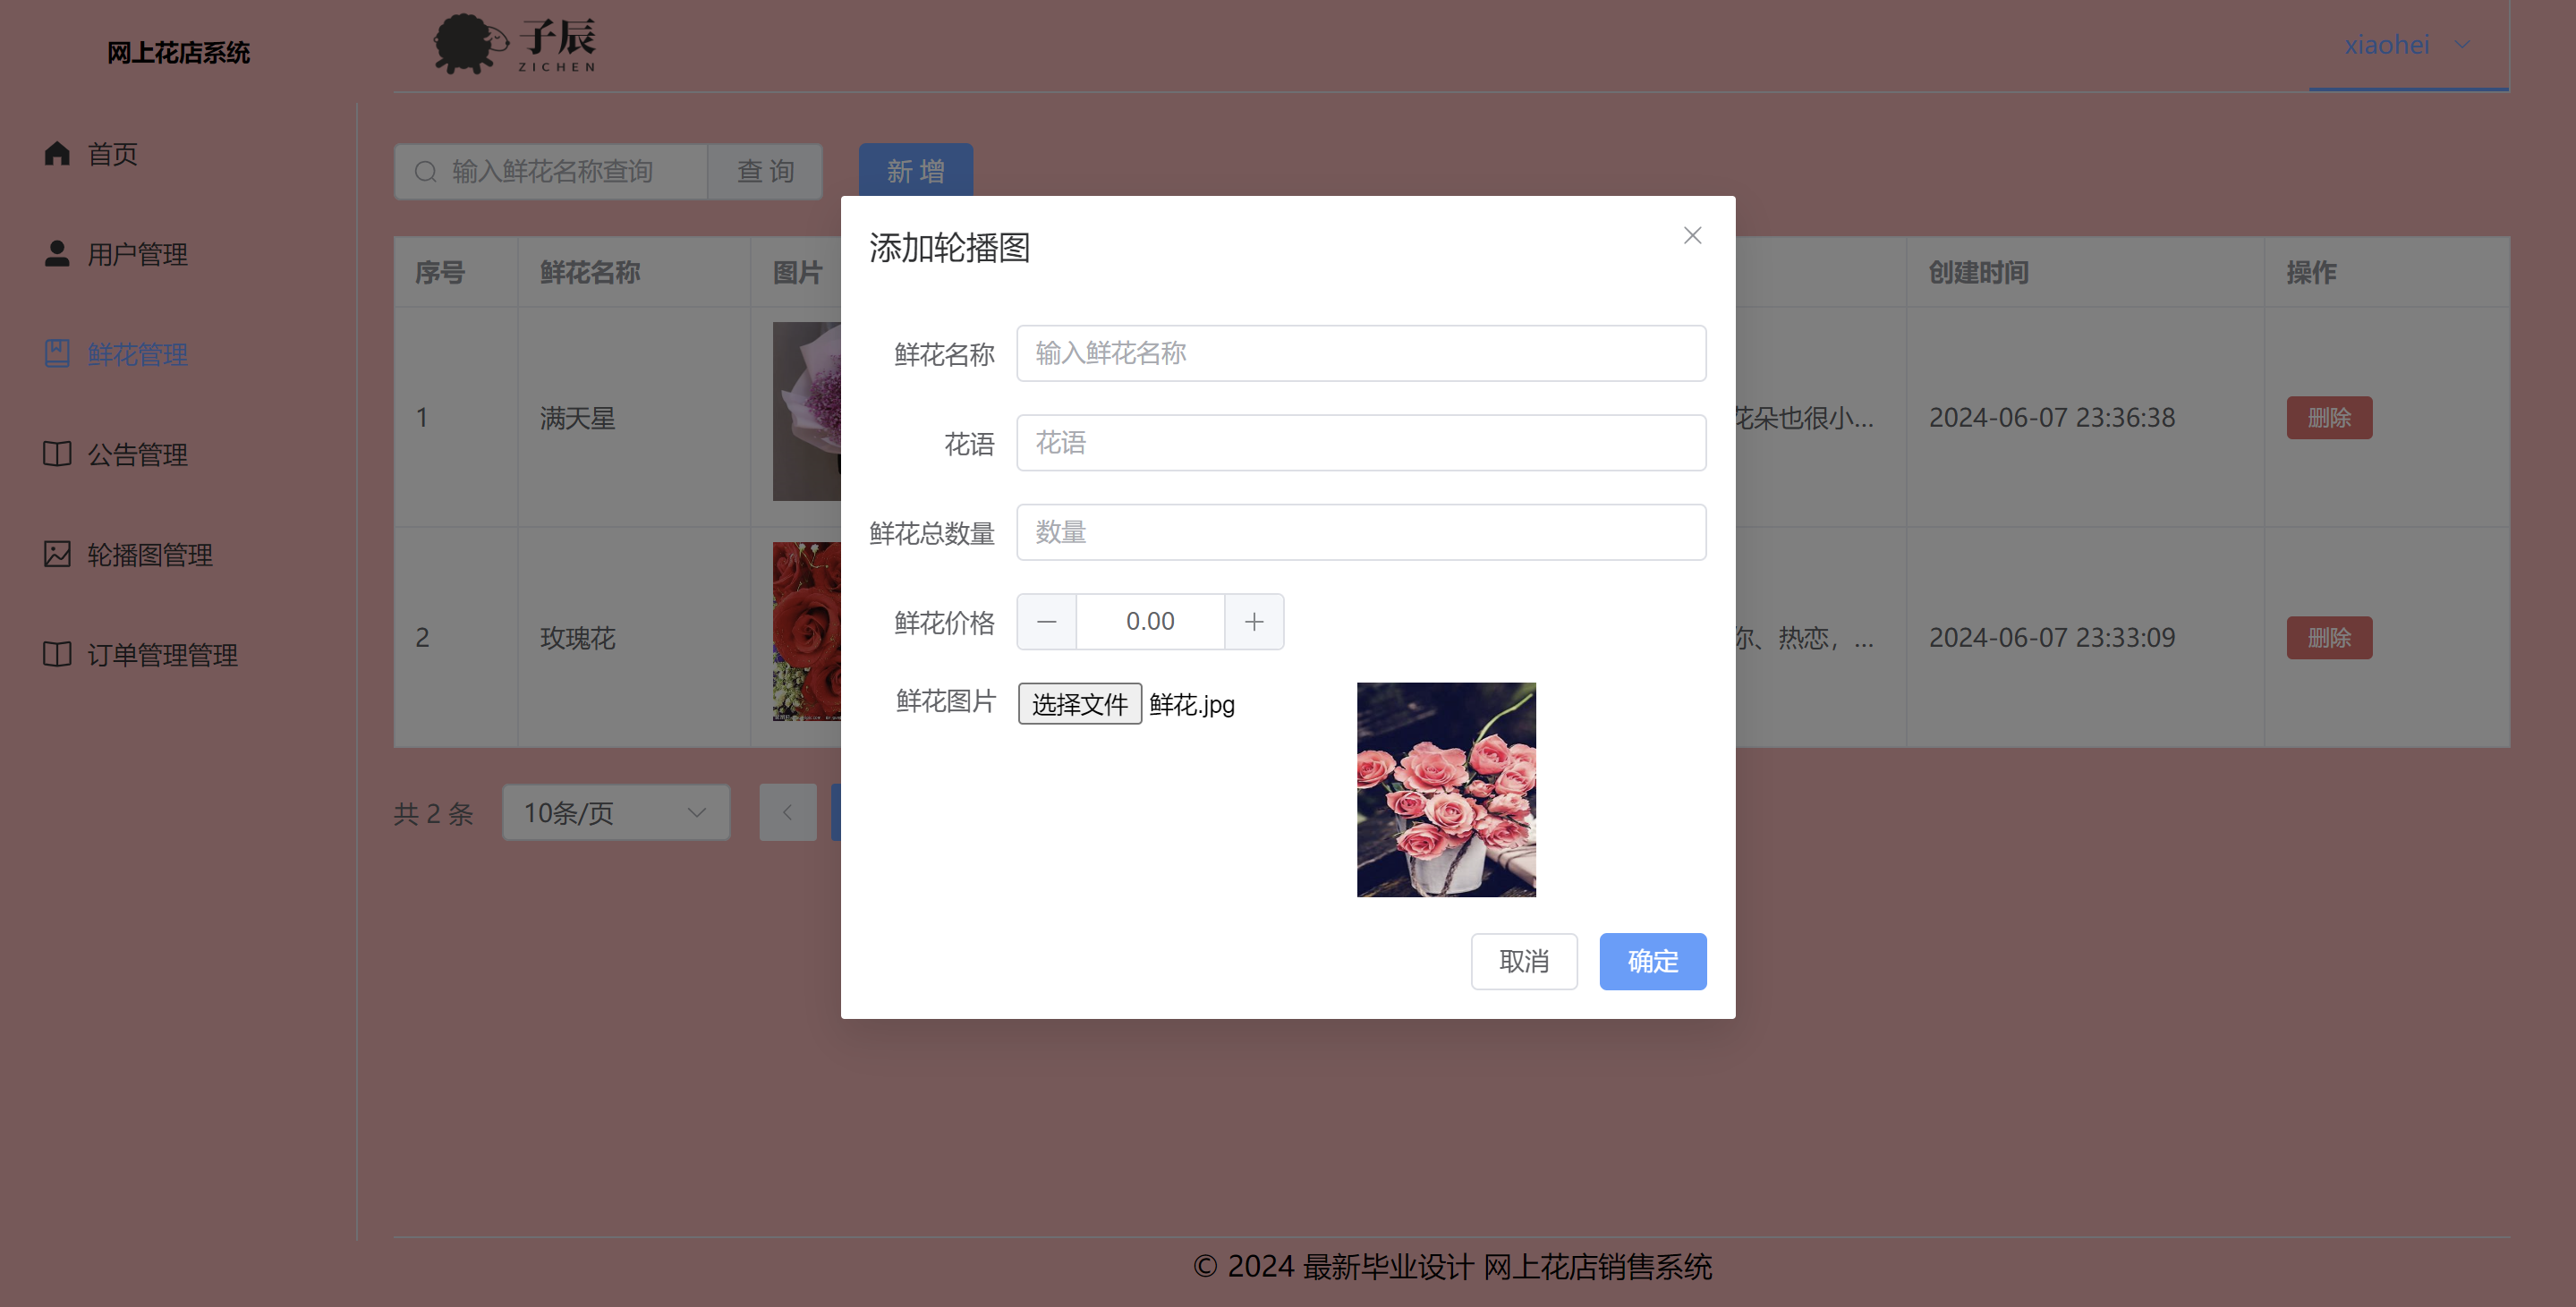 网上花店系统
子辰
ZICHEN
xiaohei
首页
用户管理
鲜花管理
公告管理
轮播图管理
订单管理管理
输入鲜花名称查询 查 询 新 增
序号 鲜花名称 图片 创建时间 操作
1 满天星 花朵也很小... 2024-06-07 23:36:38 删除
2 玫瑰花 你、热恋，... 2024-06-07 23:33:09 删除
共 2 条 10条/页
添加轮播图
鲜花名称 输入鲜花名称
花语 花语
鲜花总数量 数量
鲜花价格 0.00
鲜花图片 选择文件 鲜花.jpg
取消 确定
© 2024 最新毕业设计 网上花店销售系统